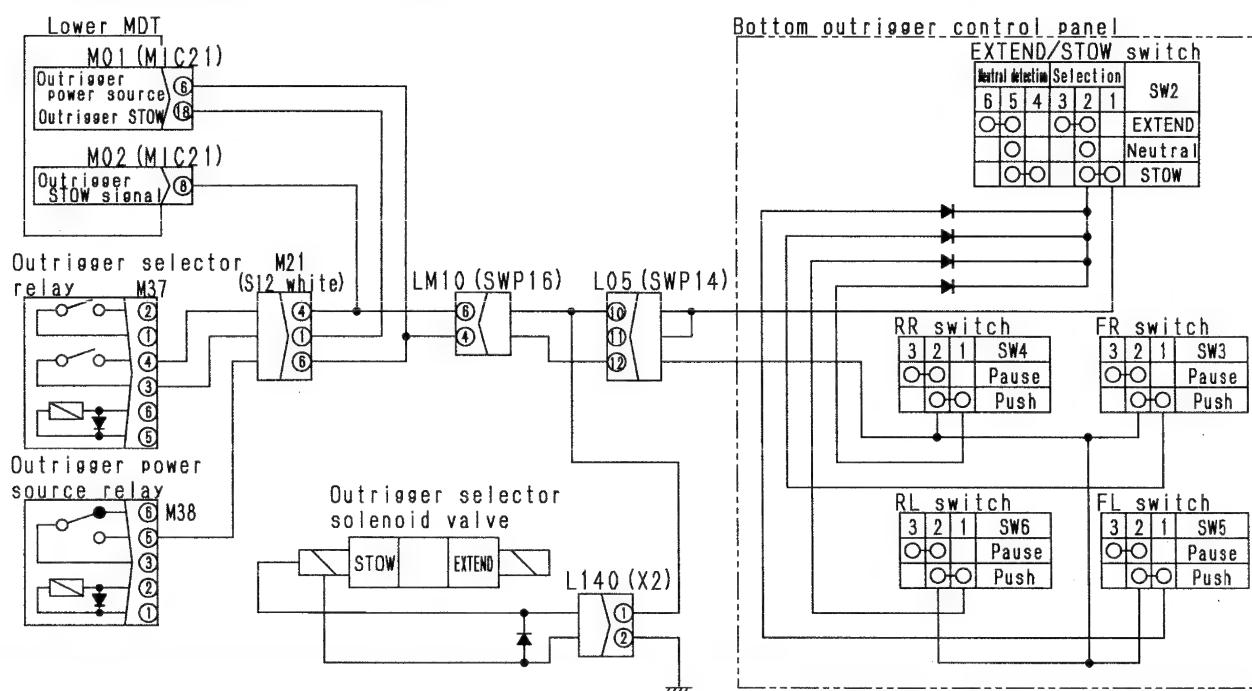 Lower MDT
M01 (MIC21)
Outrigger
power source
6
Outrigger STOW
18
M02 (MIC21)
Outrigger
STOW signal
8
Outrigger selector
relay
M37
2
1
4
3
6
5
Outrigger power
source relay
M38
6
5
3
2
1
M21
(S12 white)
4
1
6
LM10 (SWP16)
6
4
L05 (SWP14)
10
11
12
Outrigger selector
solenoid valve
STOW
EXTEND
L140 (X2)
1
2
Bottom outrigger control panel
EXTEND/STOW switch
Neutral detection Selection SW2
6 5 4 3 2 1
EXTEND
Neutral
STOW
RR switch
3 2 1 SW4
Pause
Push
FR switch
3 2 1 SW3
Pause
Push
RL switch
3 2 1 SW6
Pause
Push
FL switch
3 2 1 SW5
Pause
Push